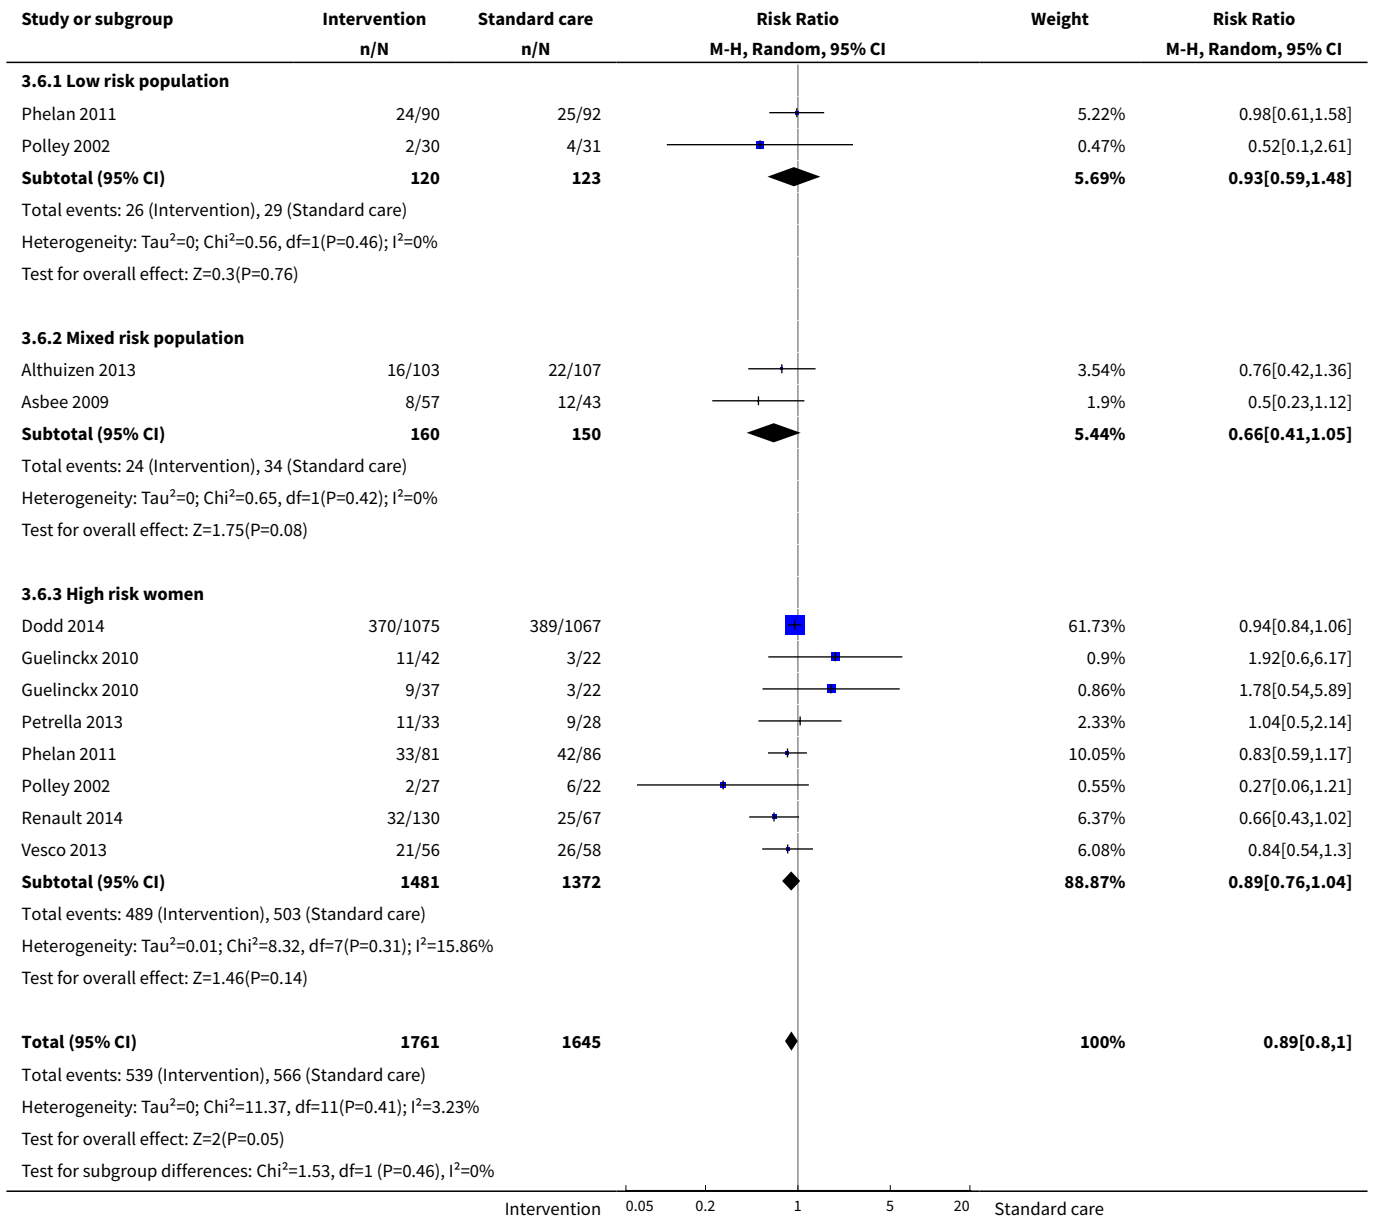 Study or subgroup Intervention Standard care Risk Ratio Weight Risk Ratio
n/N n/N M-H, Random, 95% CI M-H, Random, 95% CI
3.6.1 Low risk population
Phelan 2011 24/90 25/92 5.22% 0.98[0.61,1.58]
Polley 2002 2/30 4/31 0.47% 0.52[0.1,2.61]
Subtotal (95% CI) 120 123 5.69% 0.93[0.59,1.48]
Total events: 26 (Intervention), 29 (Standard care)
Heterogeneity: Tau²=0; Chi²=0.56, df=1(P=0.46); I²=0%
Test for overall effect: Z=0.3(P=0.76)
3.6.2 Mixed risk population
Althuizen 2013 16/103 22/107 3.54% 0.76[0.42,1.36]
Asbee 2009 8/57 12/43 1.9% 0.5[0.23,1.12]
Subtotal (95% CI) 160 150 5.44% 0.66[0.41,1.05]
Total events: 24 (Intervention), 34 (Standard care)
Heterogeneity: Tau²=0; Chi²=0.65, df=1(P=0.42); I²=0%
Test for overall effect: Z=1.75(P=0.08)
3.6.3 High risk women
Dodd 2014 370/1075 389/1067 61.73% 0.94[0.84,1.06]
Guelinckx 2010 11/42 3/22 0.9% 1.92[0.6,6.17]
Guelinckx 2010 9/37 3/22 0.86% 1.78[0.54,5.89]
Petrella 2013 11/33 9/28 2.33% 1.04[0.5,2.14]
Phelan 2011 33/81 42/86 10.05% 0.83[0.59,1.17]
Polley 2002 2/27 6/22 0.55% 0.27[0.06,1.21]
Renault 2014 32/130 25/67 6.37% 0.66[0.43,1.02]
Vesco 2013 21/56 26/58 6.08% 0.84[0.54,1.3]
Subtotal (95% CI) 1481 1372 88.87% 0.89[0.76,1.04]
Total events: 489 (Intervention), 503 (Standard care)
Heterogeneity: Tau²=0.01; Chi²=8.32, df=7(P=0.31); I²=15.86%
Test for overall effect: Z=1.46(P=0.14)
Total (95% CI) 1761 1645 100% 0.89[0.8,1]
Total events: 539 (Intervention), 566 (Standard care)
Heterogeneity: Tau²=0; Chi²=11.37, df=11(P=0.41); I²=3.23%
Test for overall effect: Z=2(P=0.05)
Test for subgroup differences: Chi²=1.53, df=1 (P=0.46), I²=0%
Intervention 0.05 0.2 1 5 20 Standard care